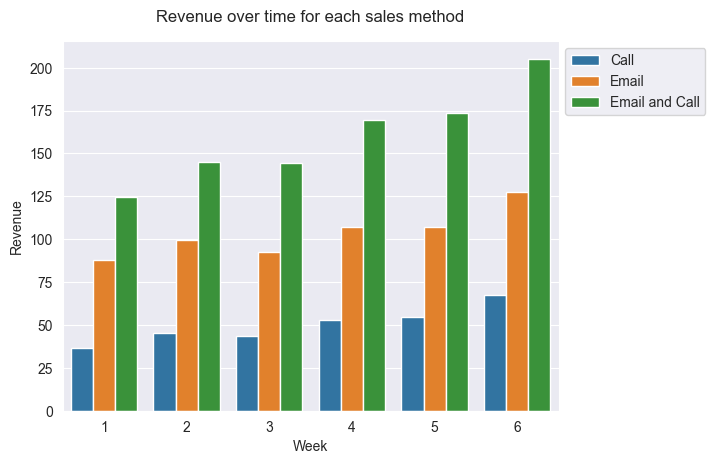 Revenue over time for each sales method
Call
Email
Email and Call
Revenue
200
175
150
125
100
75
50
25
0
1 2 3 4 5 6
Week